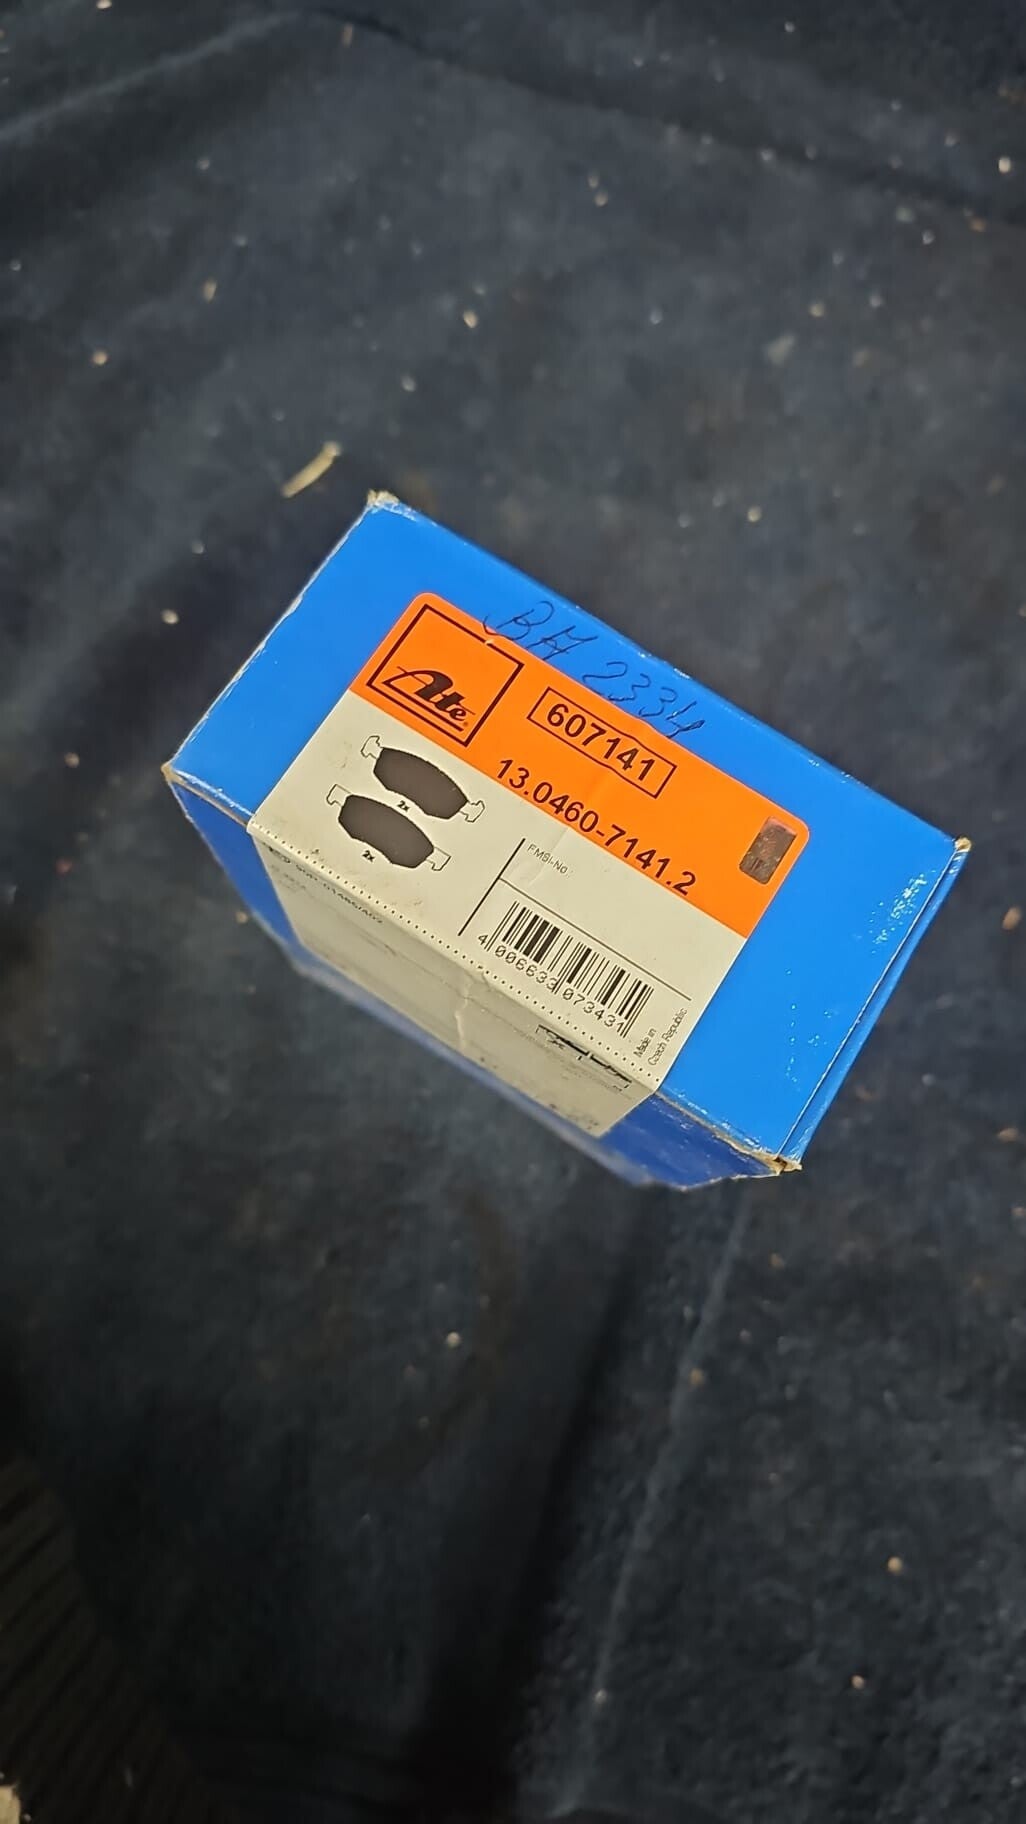 BH 2334
Ate®
607141
13.0460-7141.2
2x
2x
FMSI-No.:
4 006633 073431
Made in
Czech Republic